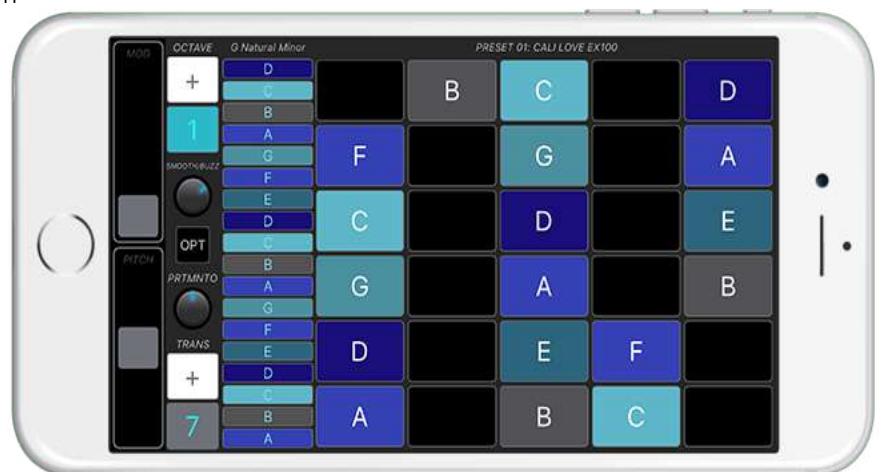 MOD
OCTAVE
G Natural Minor
PRESET 01: CALI LOVE EX100
+
1
SMOOTH/BUZZ
OPT
PRTMNTO
TRANS
+
7
PITCH
D
C
B
A
G
F
E
D
C
B
A
G
F
E
D
C
B
A
B C D
F G A
C D E
G A B
D E F
A B C